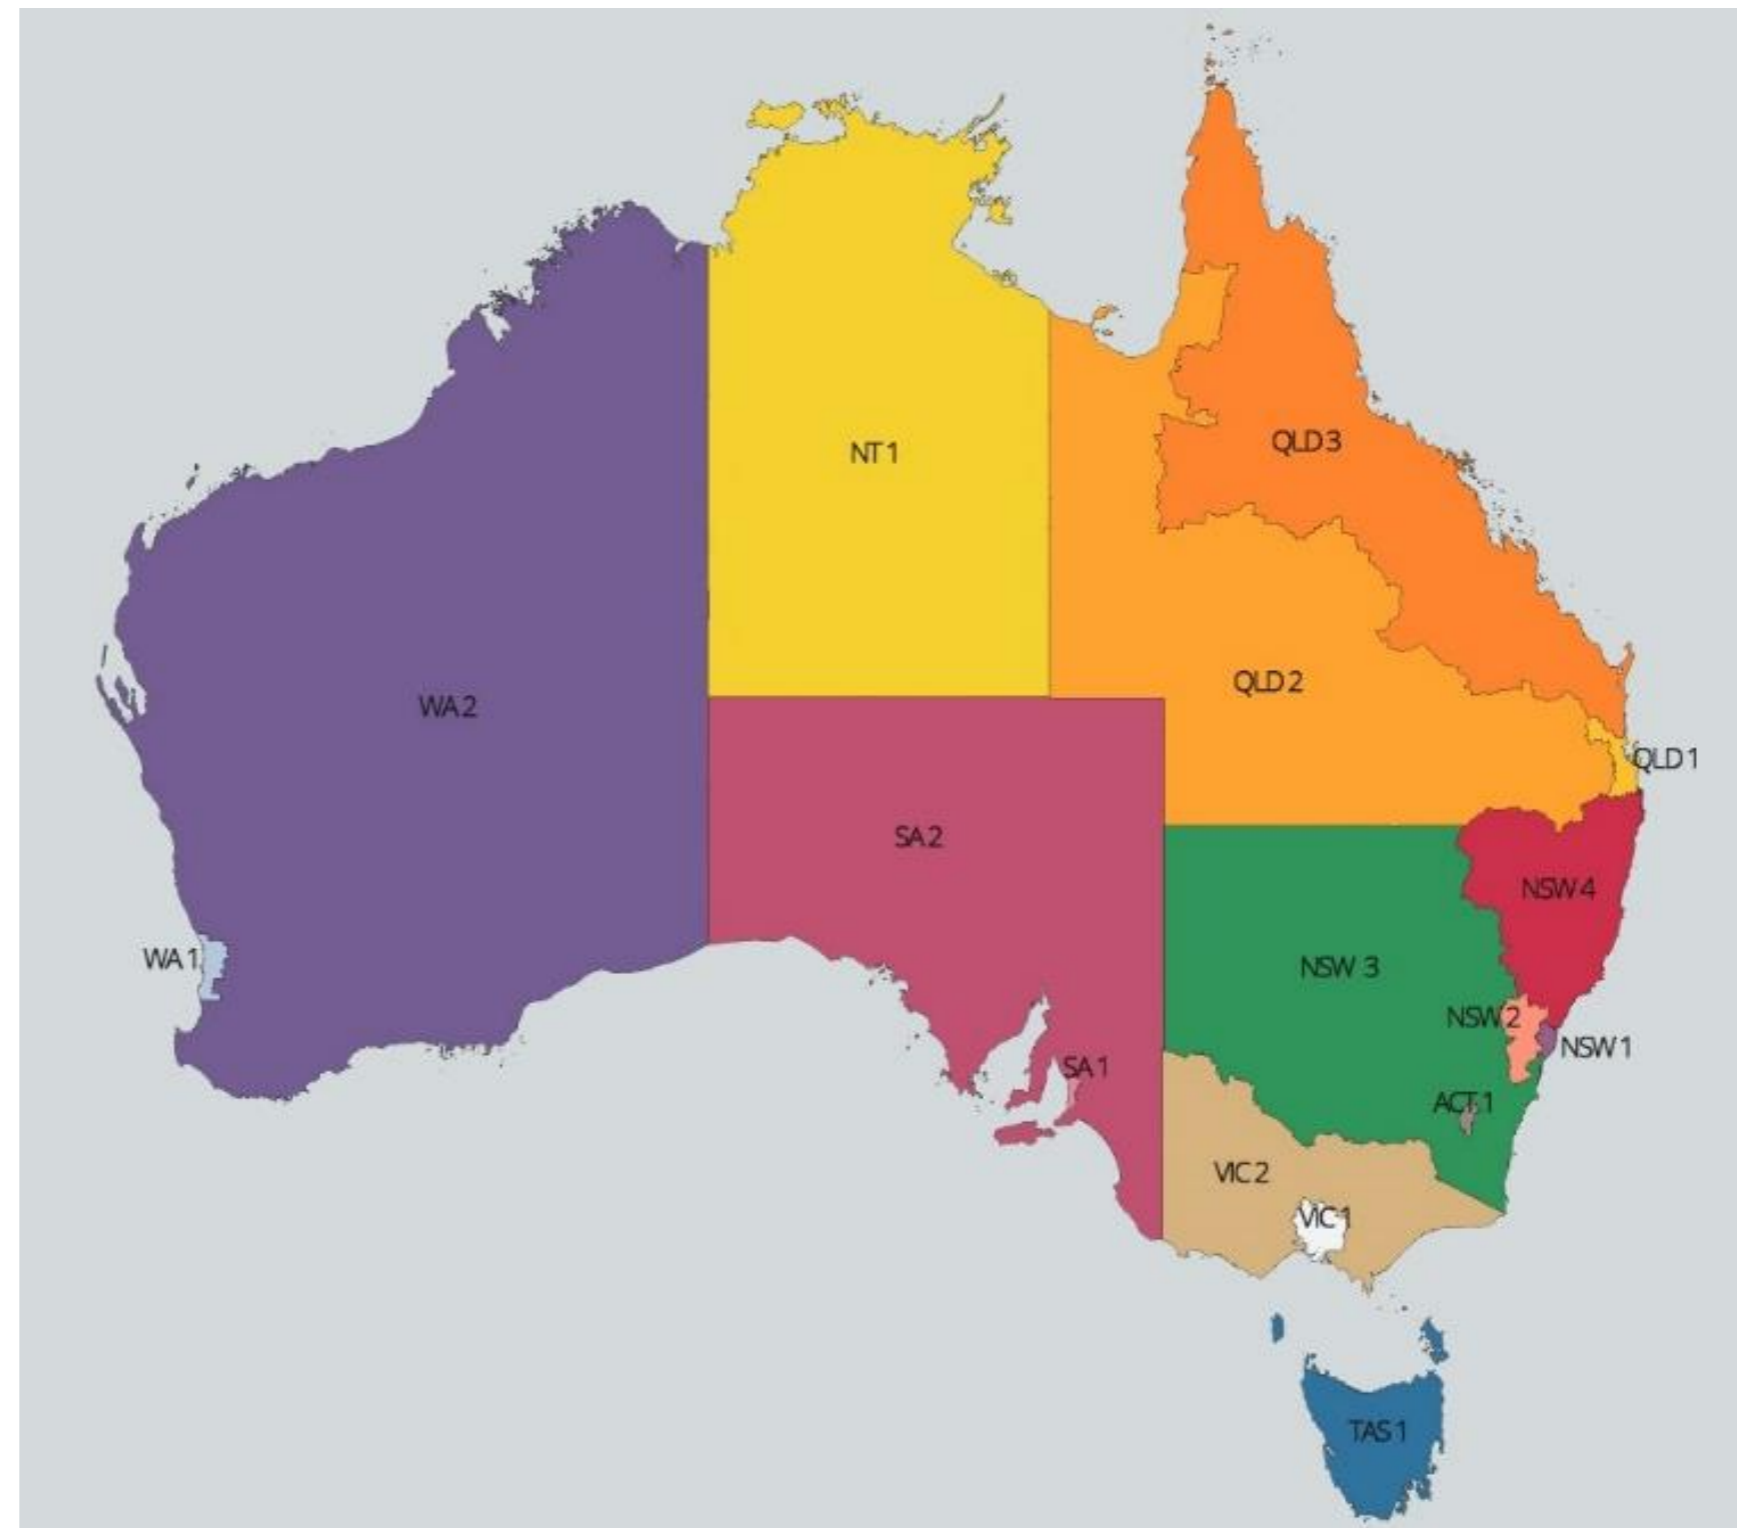 NT 1
QLD 3
QLD 2
WA 2
QLD 1
SA 2
NSW 4
WA 1
NSW 3
NSW 2
NSW 1
SA 1
ACT 1
VIC 2
VIC 1
TAS 1